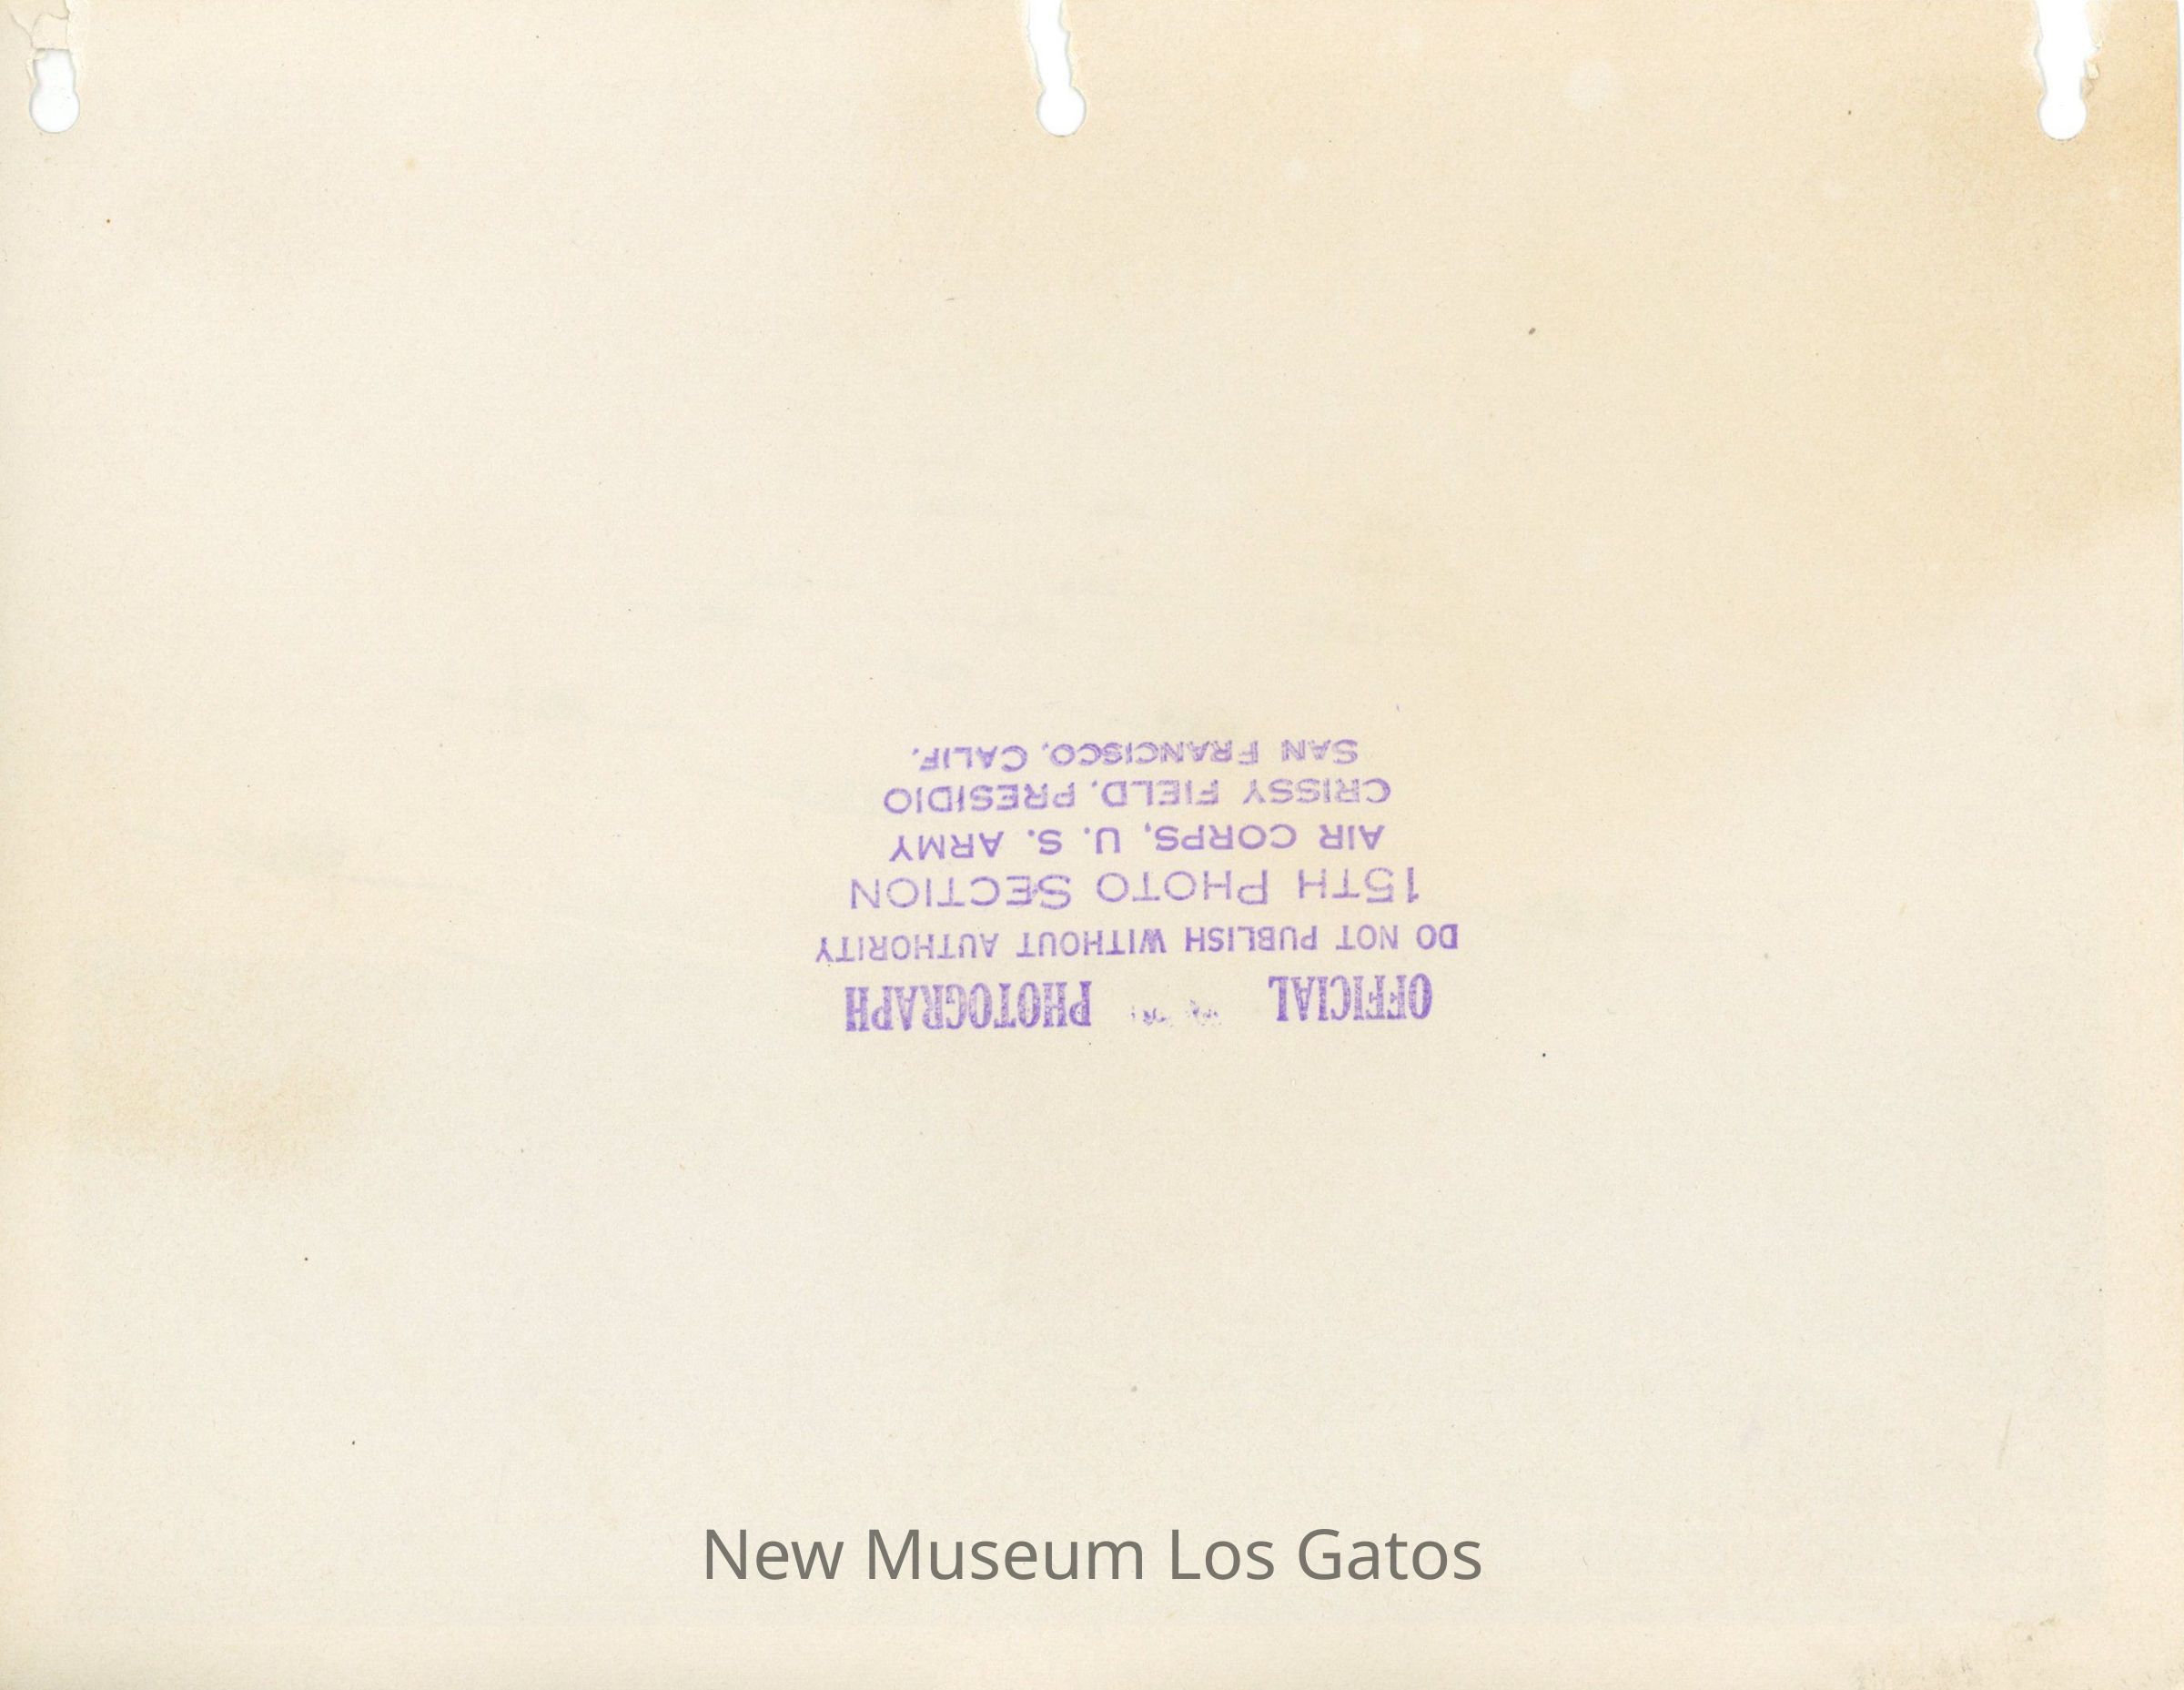 OFFICIAL PHOTOGRAPH
DO NOT PUBLISH WITHOUT AUTHORITY
15TH PHOTO SECTION
AIR CORPS, U. S. ARMY
CRISSY FIELD, PRESIDIO
SAN FRANCISCO, CALIF.
New Museum Los Gatos